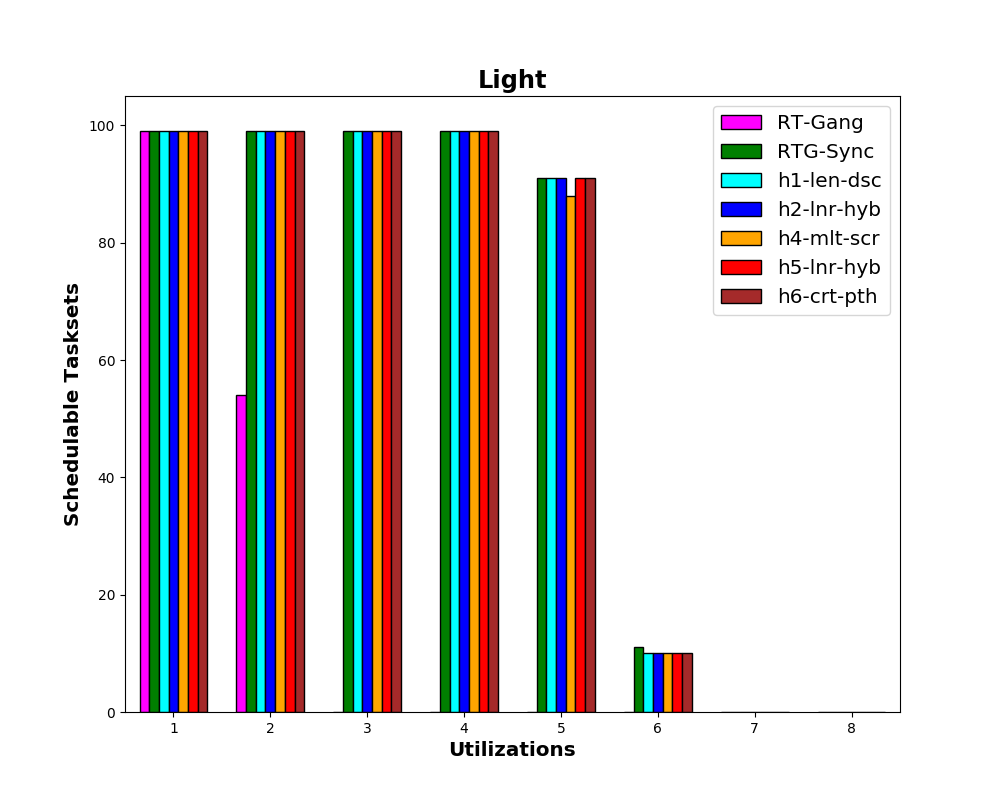 Light
Schedulable Tasksets
100
80
60
40
20
0
RT-Gang
RTG-Sync
h1-len-dsc
h2-lnr-hyb
h4-mlt-scr
h5-lnr-hyb
h6-crt-pth
1 2 3 4 5 6 7 8
Utilizations